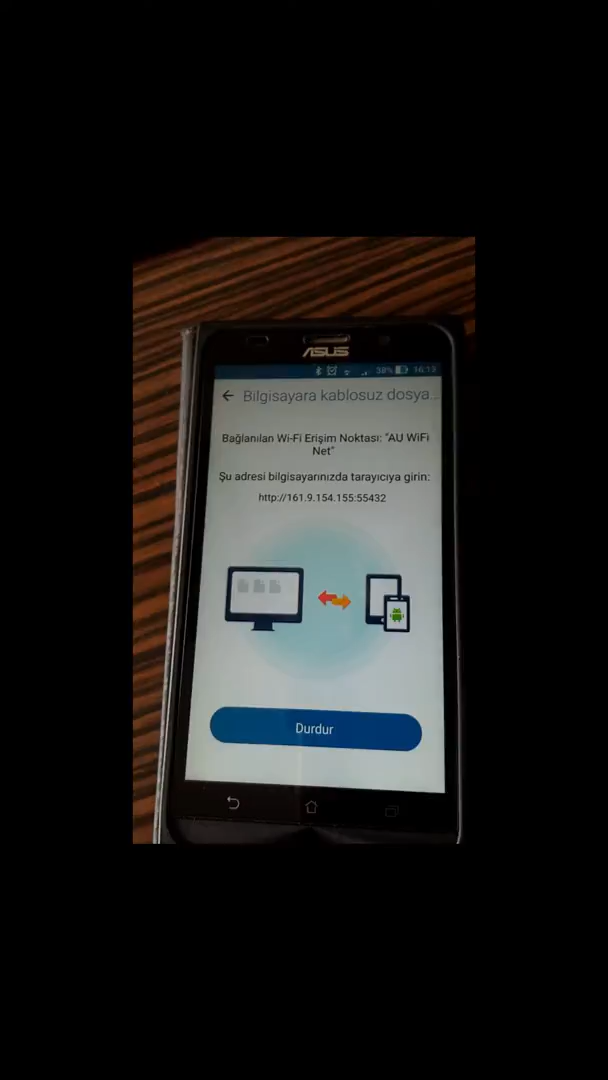 ASUS
38% 16:13
Bilgisayara kablosuz dosya...
Bağlanılan Wi-Fi Erişim Noktası: "AU WiFi
Net"
Şu adresi bilgisayarınızda tarayıcıya girin:
http://161.9.154.155:55432
Durdur